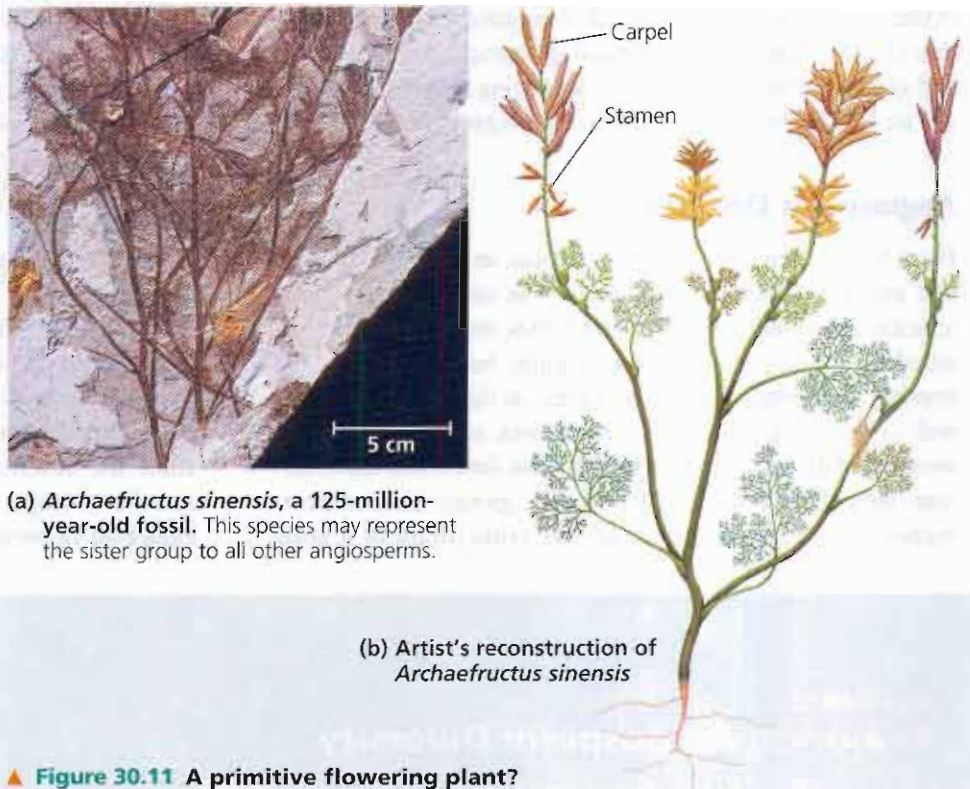 Carpel
Stamen
5 cm
(a) Archaefructus sinensis, a 125-million-
year-old fossil. This species may represent
the sister group to all other angiosperms.
(b) Artist's reconstruction of
Archaefructus sinensis
▲ Figure 30.11 A primitive flowering plant?